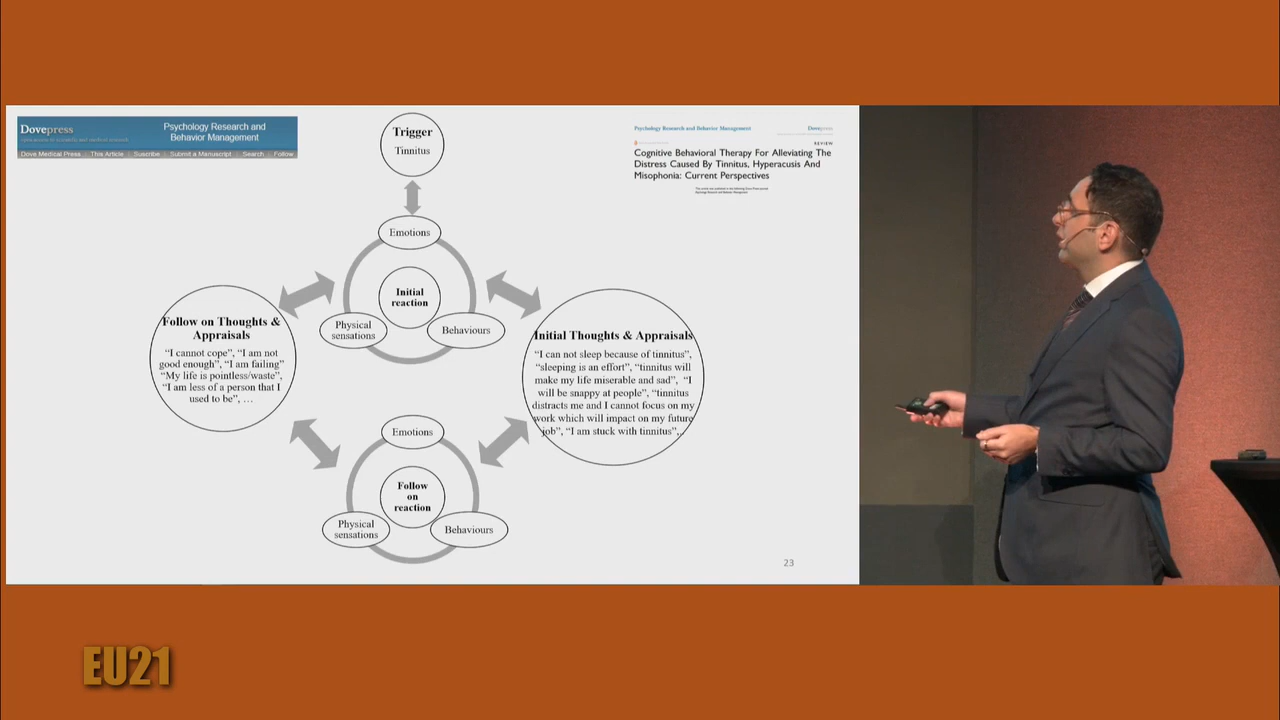 Dovepress
Psychology Research and
Behavior Management
Dove Medical Press
This Article
Suscribe
Submit a Manuscript
Search
Follow
Trigger
Tinnitus
Psychology Research and Behavior Management
Dovepress
REVIEW
Cognitive Behavioral Therapy For Alleviating The
Distress Caused By Tinnitus, Hyperacusis And
Misophonia: Current Perspectives
Emotions
Initial
reaction
Physical
sensations
Behaviours
Follow on Thoughts &
Appraisals
“I cannot cope”, “I am not
good enough”, “I am failing”
“My life is pointless/waste”,
“I am less of a person that I
used to be”, …
Initial Thoughts & Appraisals
“I can not sleep because of tinnitus”,
“sleeping is an effort”, “tinnitus will
make my life miserable and sad”, “I
will be snappy at people”, “tinnitus
distracts me and I cannot focus on my
work which will impact on my future
job”, “I am stuck with tinnitus”,..
Emotions
Follow
on
reaction
Physical
sensations
Behaviours
23
EU21